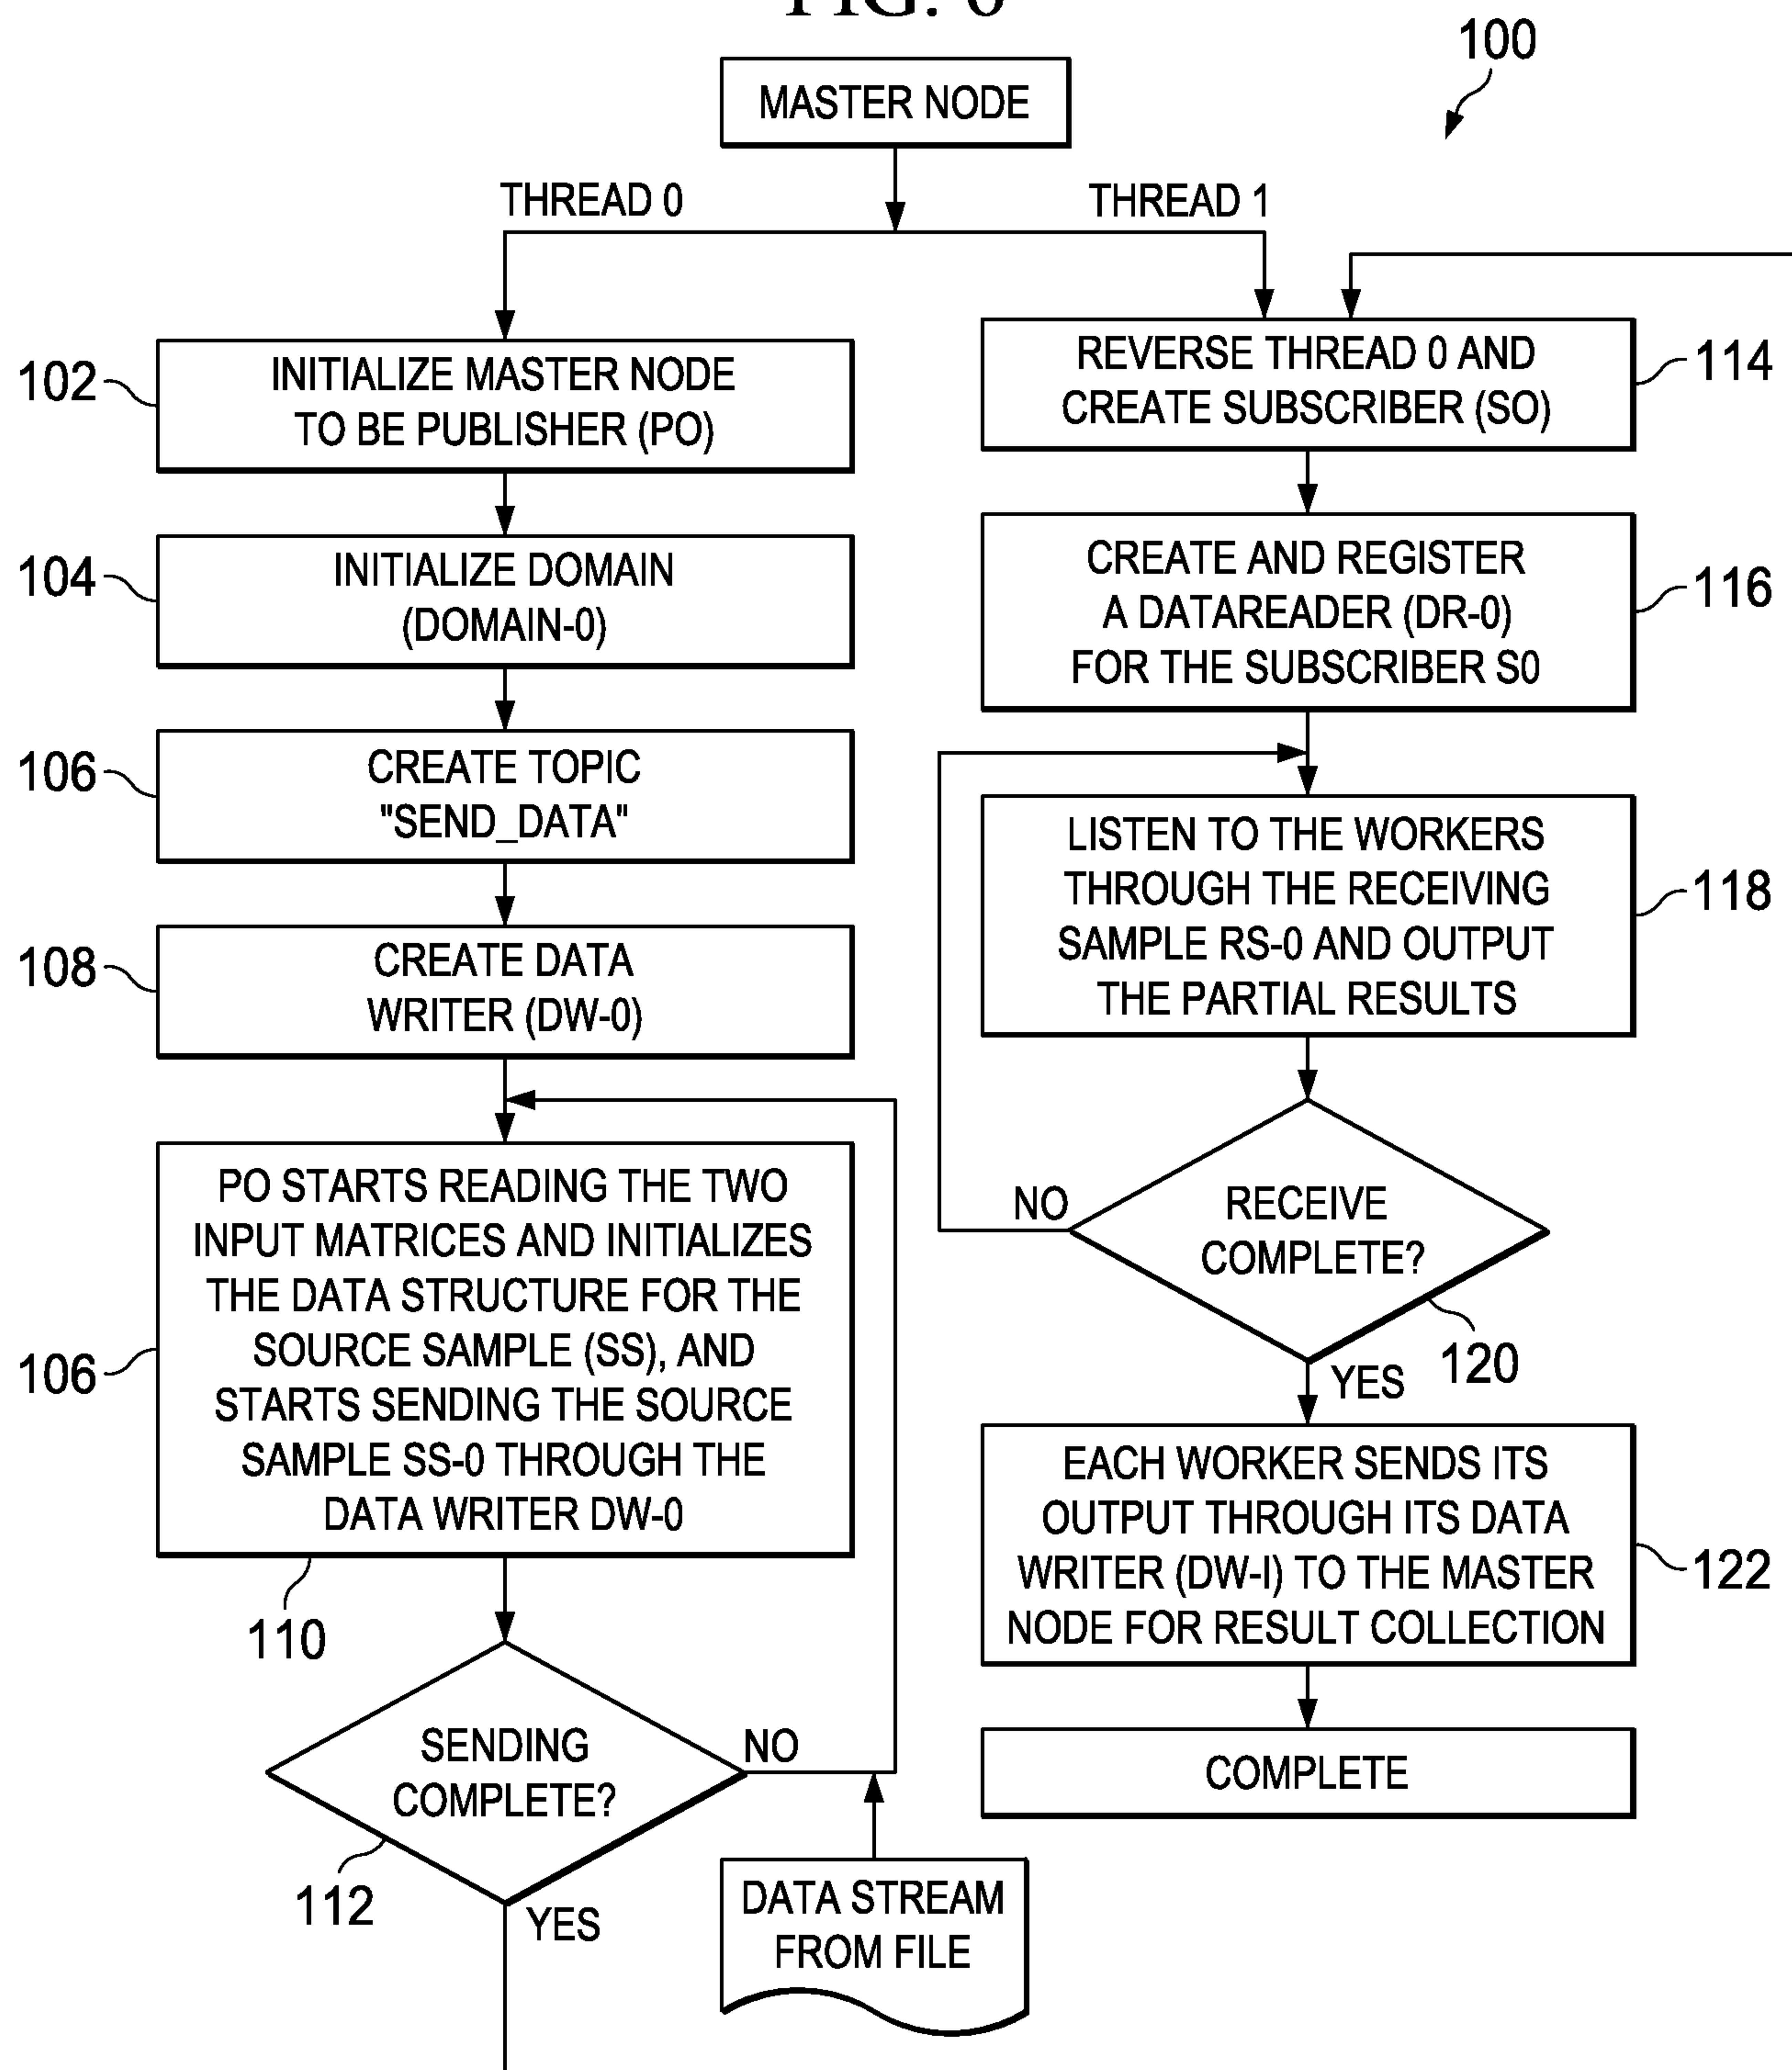 100
MASTER NODE
THREAD 0
THREAD 1
102
INITIALIZE MASTER NODE
TO BE PUBLISHER (PO)
104
INITIALIZE DOMAIN
(DOMAIN-0)
106
CREATE TOPIC
"SEND_DATA"
108
CREATE DATA
WRITER (DW-0)
106
PO STARTS READING THE TWO
INPUT MATRICES AND INITIALIZES
THE DATA STRUCTURE FOR THE
SOURCE SAMPLE (SS), AND
STARTS SENDING THE SOURCE
SAMPLE SS-0 THROUGH THE
DATA WRITER DW-0
110
SENDING
COMPLETE?
NO
112
YES
DATA STREAM
FROM FILE
REVERSE THREAD 0 AND
CREATE SUBSCRIBER (SO)
114
CREATE AND REGISTER
A DATAREADER (DR-0)
FOR THE SUBSCRIBER S0
116
LISTEN TO THE WORKERS
THROUGH THE RECEIVING
SAMPLE RS-0 AND OUTPUT
THE PARTIAL RESULTS
118
NO
RECEIVE
COMPLETE?
120
YES
EACH WORKER SENDS ITS
OUTPUT THROUGH ITS DATA
WRITER (DW-I) TO THE MASTER
NODE FOR RESULT COLLECTION
122
COMPLETE